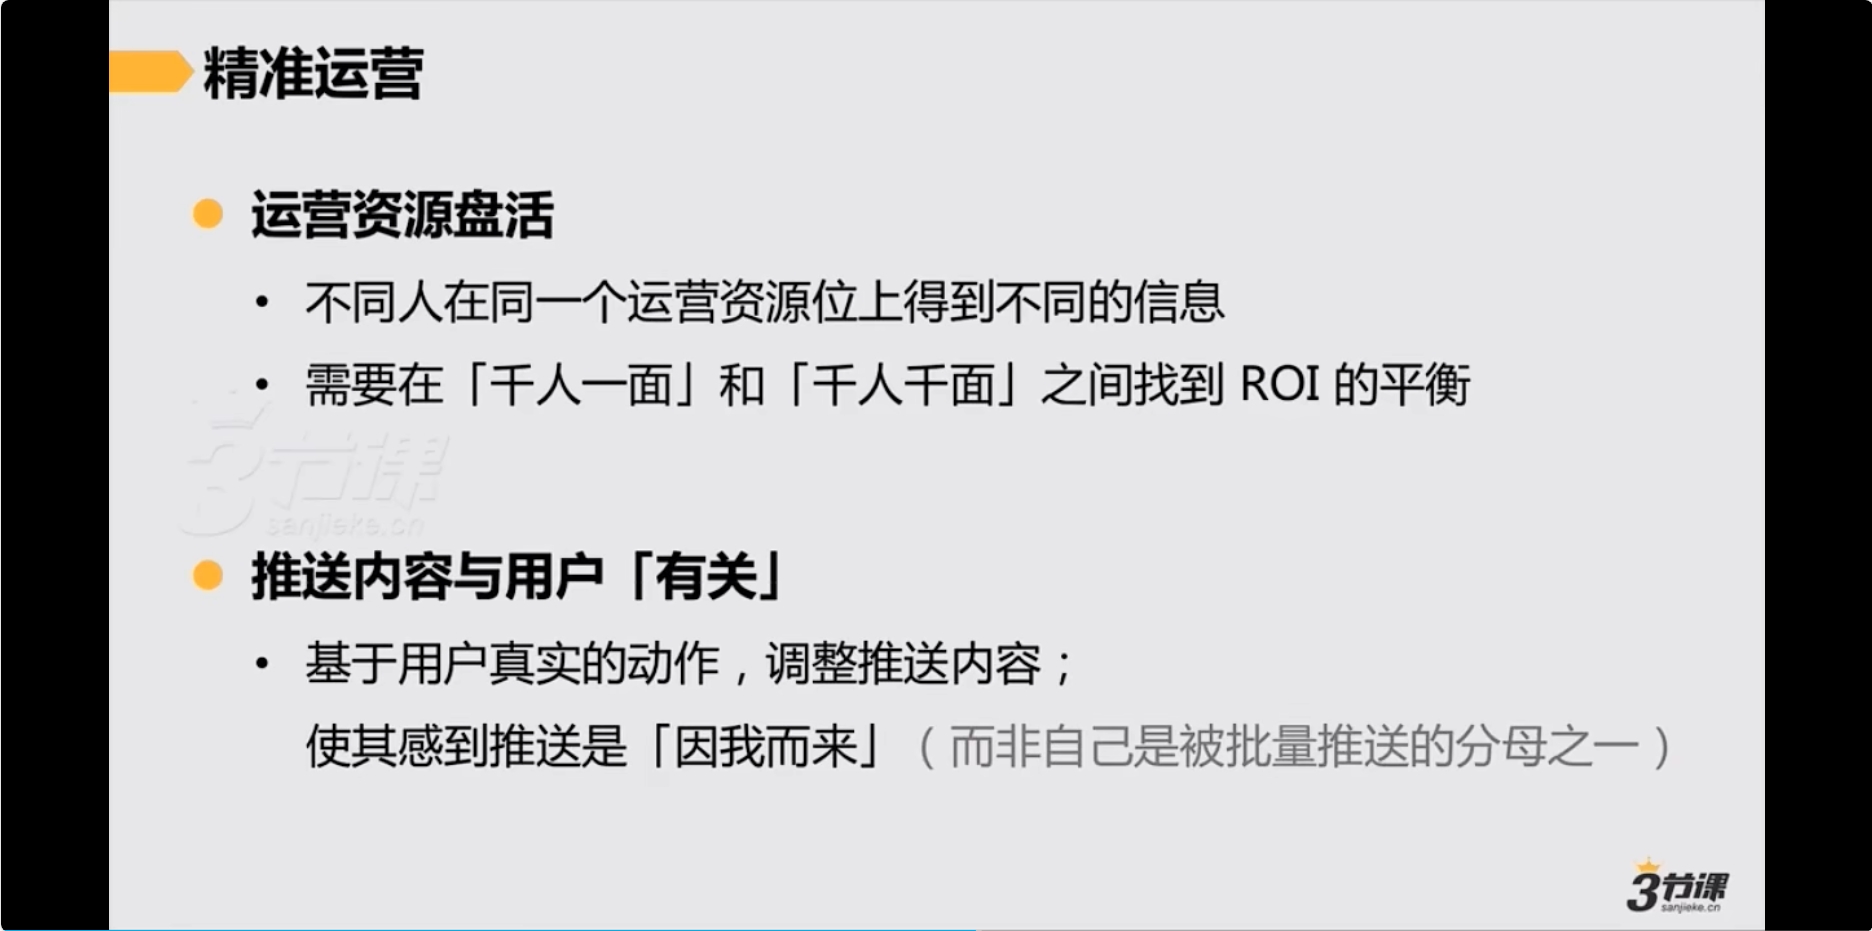 精准运营
运营资源盘活
• 不同人在同一个运营资源位上得到不同的信息
• 需要在「千人一面」和「千人千面」之间找到 ROI 的平衡
3节课
sanjieke.cn
推送内容与用户「有关」
• 基于用户真实的动作，调整推送内容；
使其感到推送是「因我而来」（而非自己是被批量推送的分母之一）
3节课
sanjieke.cn